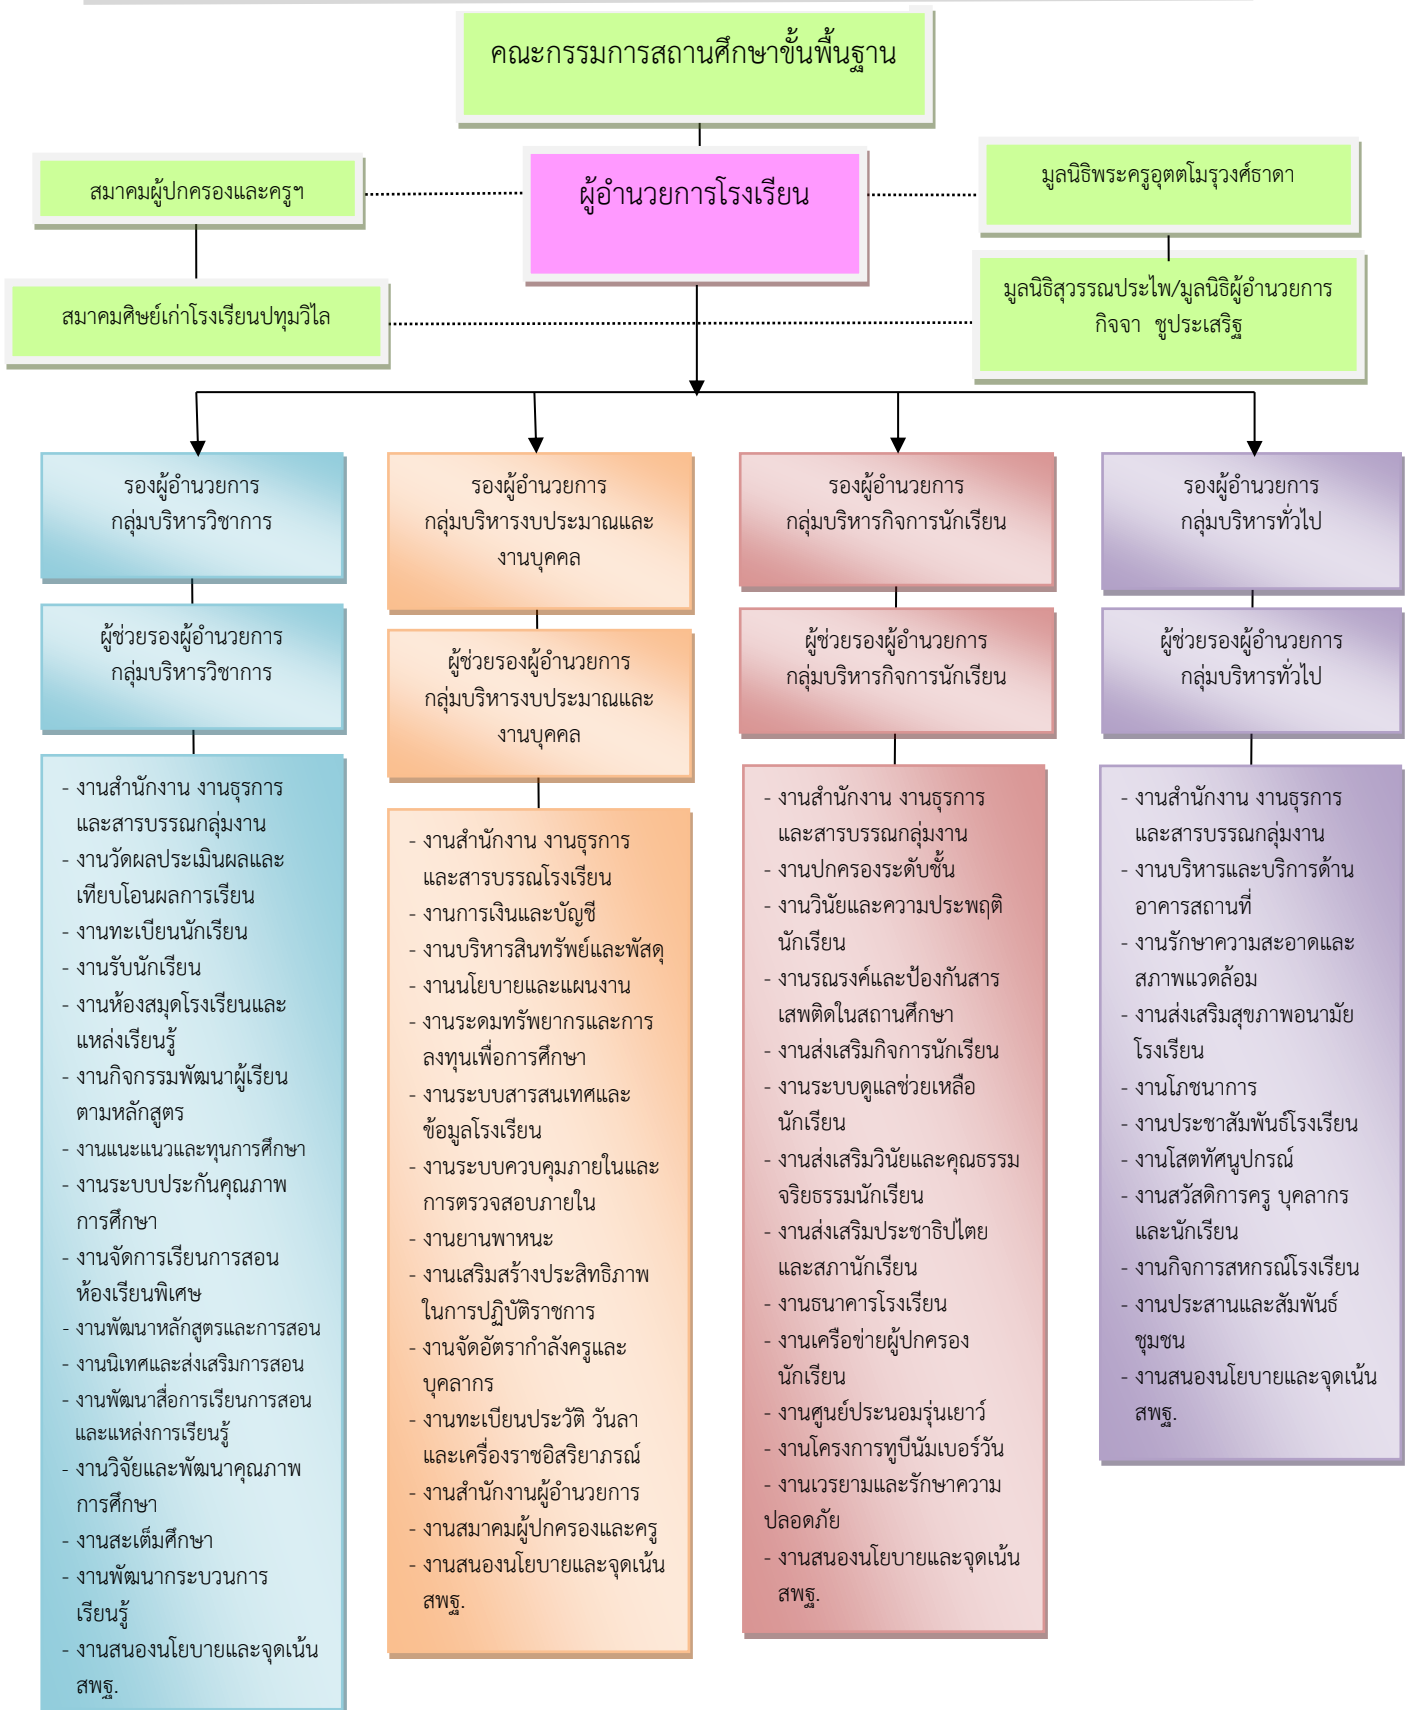 คณะกรรมการสถานศึกษาขั้นพื้นฐาน
สมาคมผู้ปกครองและครูฯ
ผู้อำนวยการโรงเรียน
มูลนิธิพระครูอุตตโมรุวงศ์ธาดา
สมาคมศิษย์เก่าโรงเรียนปทุมวิไล
มูลนิธิสุวรรณประไพ/มูลนิธิผู้อำนวยการ
กิจจา ชูประเสริฐ
รองผู้อำนวยการ
กลุ่มบริหารวิชาการ
ผู้ช่วยรองผู้อำนวยการ
กลุ่มบริหารวิชาการ
- งานสำนักงาน งานธุรการ
และสารบรรณกลุ่มงาน
- งานวัดผลประเมินผลและ
เทียบโอนผลการเรียน
- งานทะเบียนนักเรียน
- งานรับนักเรียน
- งานห้องสมุดโรงเรียนและ
แหล่งเรียนรู้
- งานกิจกรรมพัฒนาผู้เรียน
ตามหลักสูตร
- งานแนะแนวและทุนการศึกษา
- งานระบบประกันคุณภาพ
การศึกษา
- งานจัดการเรียนการสอน
ห้องเรียนพิเศษ
- งานพัฒนาหลักสูตรและการสอน
- งานนิเทศและส่งเสริมการสอน
- งานพัฒนาสื่อการเรียนการสอน
และแหล่งการเรียนรู้
- งานวิจัยและพัฒนาคุณภาพ
การศึกษา
- งานสะเต็มศึกษา
- งานพัฒนากระบวนการ
เรียนรู้
- งานสนองนโยบายและจุดเน้น
สพฐ.
รองผู้อำนวยการ
กลุ่มบริหารงบประมาณและ
งานบุคคล
ผู้ช่วยรองผู้อำนวยการ
กลุ่มบริหารงบประมาณและ
งานบุคคล
- งานสำนักงาน งานธุรการ
และสารบรรณโรงเรียน
- งานการเงินและบัญชี
- งานบริหารสินทรัพย์และพัสดุ
- งานนโยบายและแผนงาน
- งานระดมทรัพยากรและการ
ลงทุนเพื่อการศึกษา
- งานระบบสารสนเทศและ
ข้อมูลโรงเรียน
- งานระบบควบคุมภายในและ
การตรวจสอบภายใน
- งานยานพาหนะ
- งานเสริมสร้างประสิทธิภาพ
ในการปฏิบัติราชการ
- งานจัดอัตรากำลังครูและ
บุคลากร
- งานทะเบียนประวัติ วันลา
และเครื่องราชอิสริยาภรณ์
- งานสำนักงานผู้อำนวยการ
- งานสมาคมผู้ปกครองและครู
- งานสนองนโยบายและจุดเน้น
สพฐ.
รองผู้อำนวยการ
กลุ่มบริหารกิจการนักเรียน
ผู้ช่วยรองผู้อำนวยการ
กลุ่มบริหารกิจการนักเรียน
- งานสำนักงาน งานธุรการ
และสารบรรณกลุ่มงาน
- งานปกครองระดับชั้น
- งานวินัยและความประพฤติ
นักเรียน
- งานรณรงค์และป้องกันสาร
เสพติดในสถานศึกษา
- งานส่งเสริมกิจการนักเรียน
- งานระบบดูแลช่วยเหลือ
นักเรียน
- งานส่งเสริมวินัยและคุณธรรม
จริยธรรมนักเรียน
- งานส่งเสริมประชาธิปไตย
และสภานักเรียน
- งานธนาคารโรงเรียน
- งานเครือข่ายผู้ปกครอง
นักเรียน
- งานศูนย์ประนอมรุ่นเยาว์
- งานโครงการทูบีนัมเบอร์วัน
- งานเวรยามและรักษาความ
ปลอดภัย
- งานสนองนโยบายและจุดเน้น
สพฐ.
รองผู้อำนวยการ
กลุ่มบริหารทั่วไป
ผู้ช่วยรองผู้อำนวยการ
กลุ่มบริหารทั่วไป
- งานสำนักงาน งานธุรการ
และสารบรรณกลุ่มงาน
- งานบริหารและบริการด้าน
อาคารสถานที่
- งานรักษาความสะอาดและ
สภาพแวดล้อม
- งานส่งเสริมสุขภาพอนามัย
โรงเรียน
- งานโภชนาการ
- งานประชาสัมพันธ์โรงเรียน
- งานโสตทัศนูปกรณ์
- งานสวัสดิการครู บุคลากร
และนักเรียน
- งานกิจการสหกรณ์โรงเรียน
- งานประสานและสัมพันธ์
ชุมชน
- งานสนองนโยบายและจุดเน้น
สพฐ.